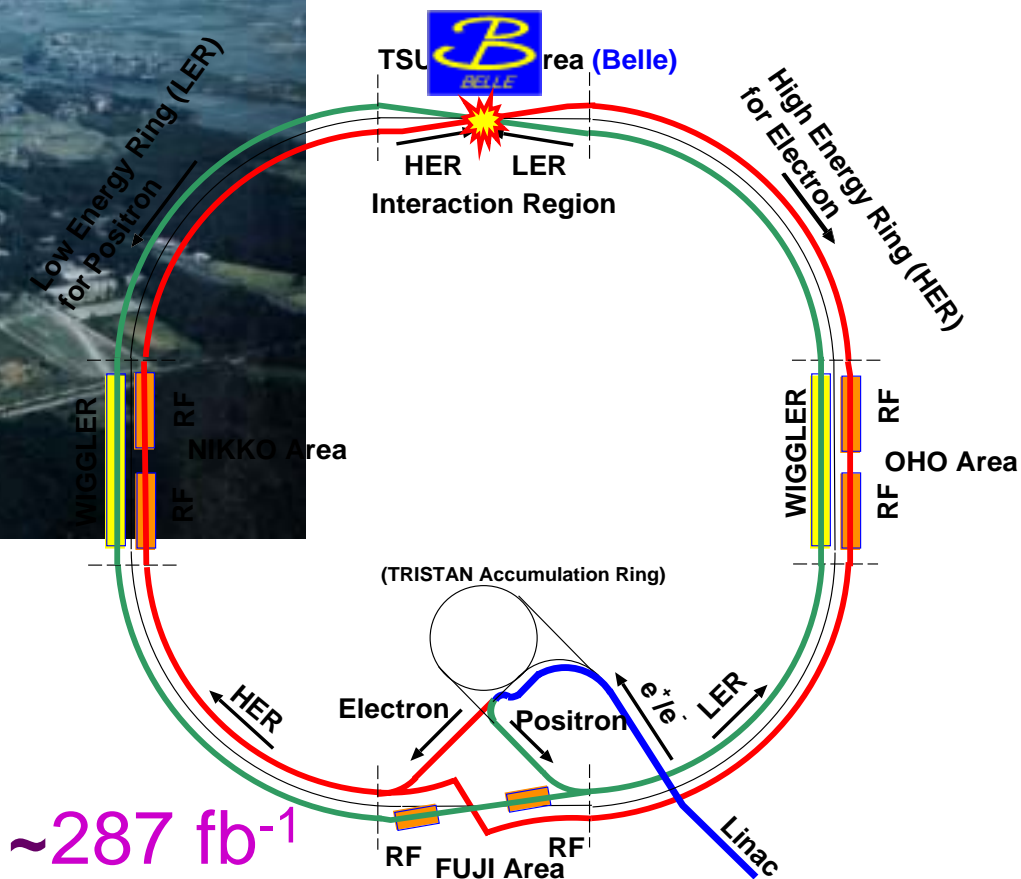 BELLE
TSU rea (Belle)
Low Energy Ring (LER)
for Positron
High Energy Ring (HER)
for Electron
HER
LER
Interaction Region
WIGGLER
RF
RF
NIKKO Area
WIGGLER
RF
RF
OHO Area
(TRISTAN Accumulation Ring)
HER
Electron
Positron
e+/e-
LER
~287 fb-1
RF
FUJI Area
RF
Linac